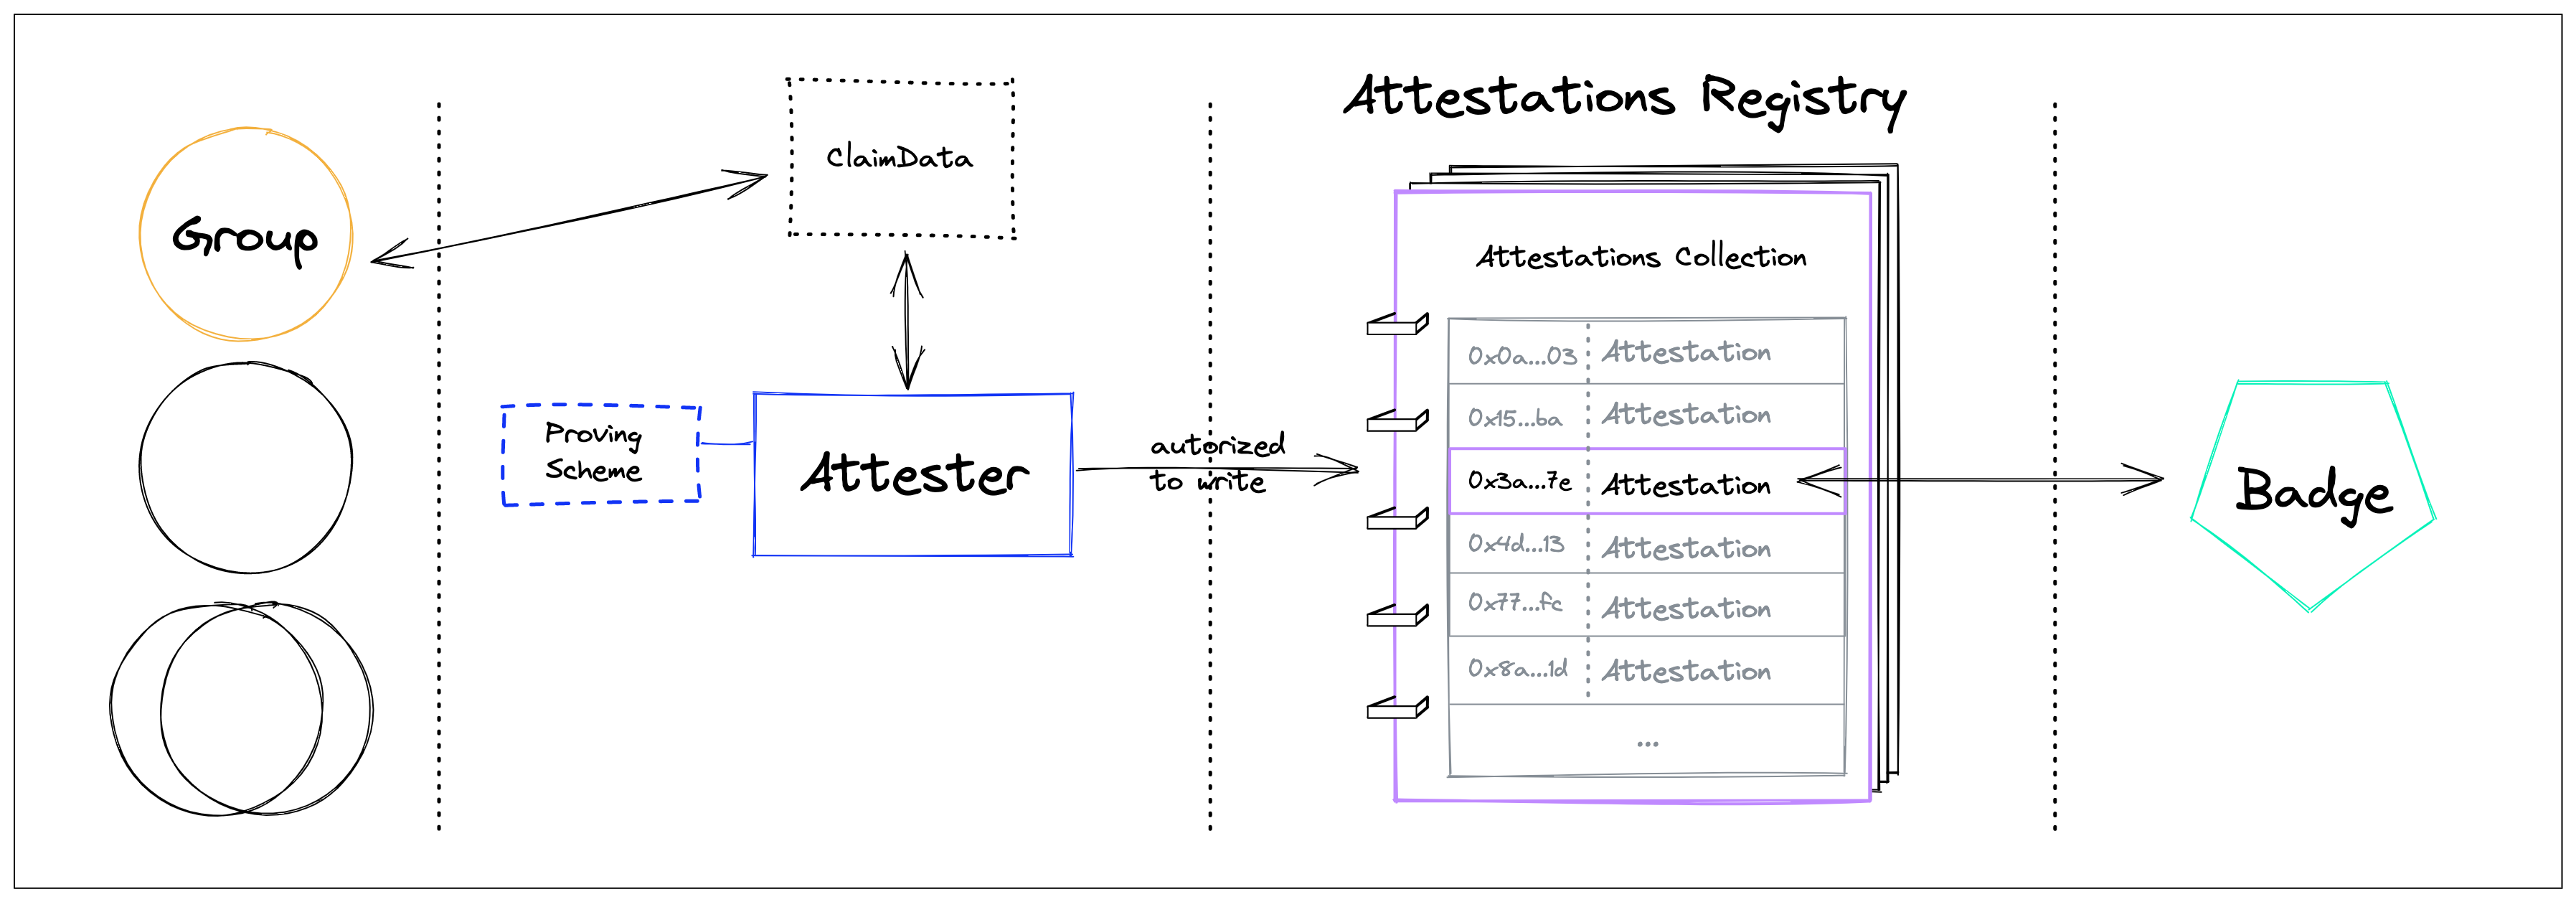 Group
ClaimData
Proving
Scheme
Attester
autorized
to write
Attestations Registry
Attestations Collection
0x0a...03 Attestation
0x15...ba Attestation
0x3a...7e Attestation
0x4d...13 Attestation
0x77...fc Attestation
0x8a...1d Attestation
...
Badge